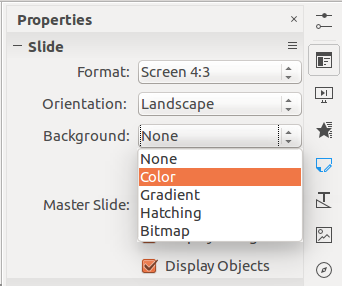 Properties
Slide
Format: Screen 4:3
Orientation: Landscape
Background: None
None
Color
Gradient
Master Slide:
Hatching
Bitmap
Display Objects